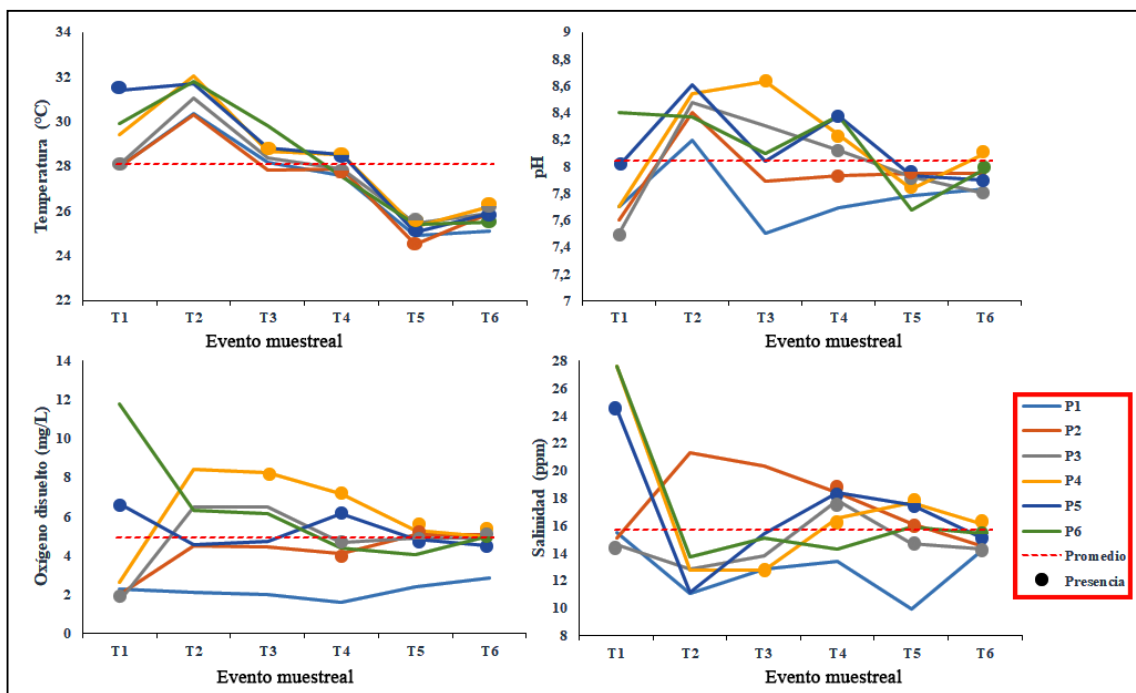 Temperatura (°C)
34
32
30
28
26
24
22
T1 T2 T3 T4 T5 T6
Evento muestreal
pH
9
8,8
8,6
8,4
8,2
8
7,8
7,6
7,4
7,2
7
T1 T2 T3 T4 T5 T6
Evento muestreal
Oxígeno disuelto (mg/L)
14
12
10
8
6
4
2
0
T1 T2 T3 T4 T5 T6
Evento muestreal
Salinidad (ppm)
28
26
24
22
20
18
16
14
12
10
8
T1 T2 T3 T4 T5 T6
Evento muestreal
P1
P2
P3
P4
P5
P6
Promedio
Presencia